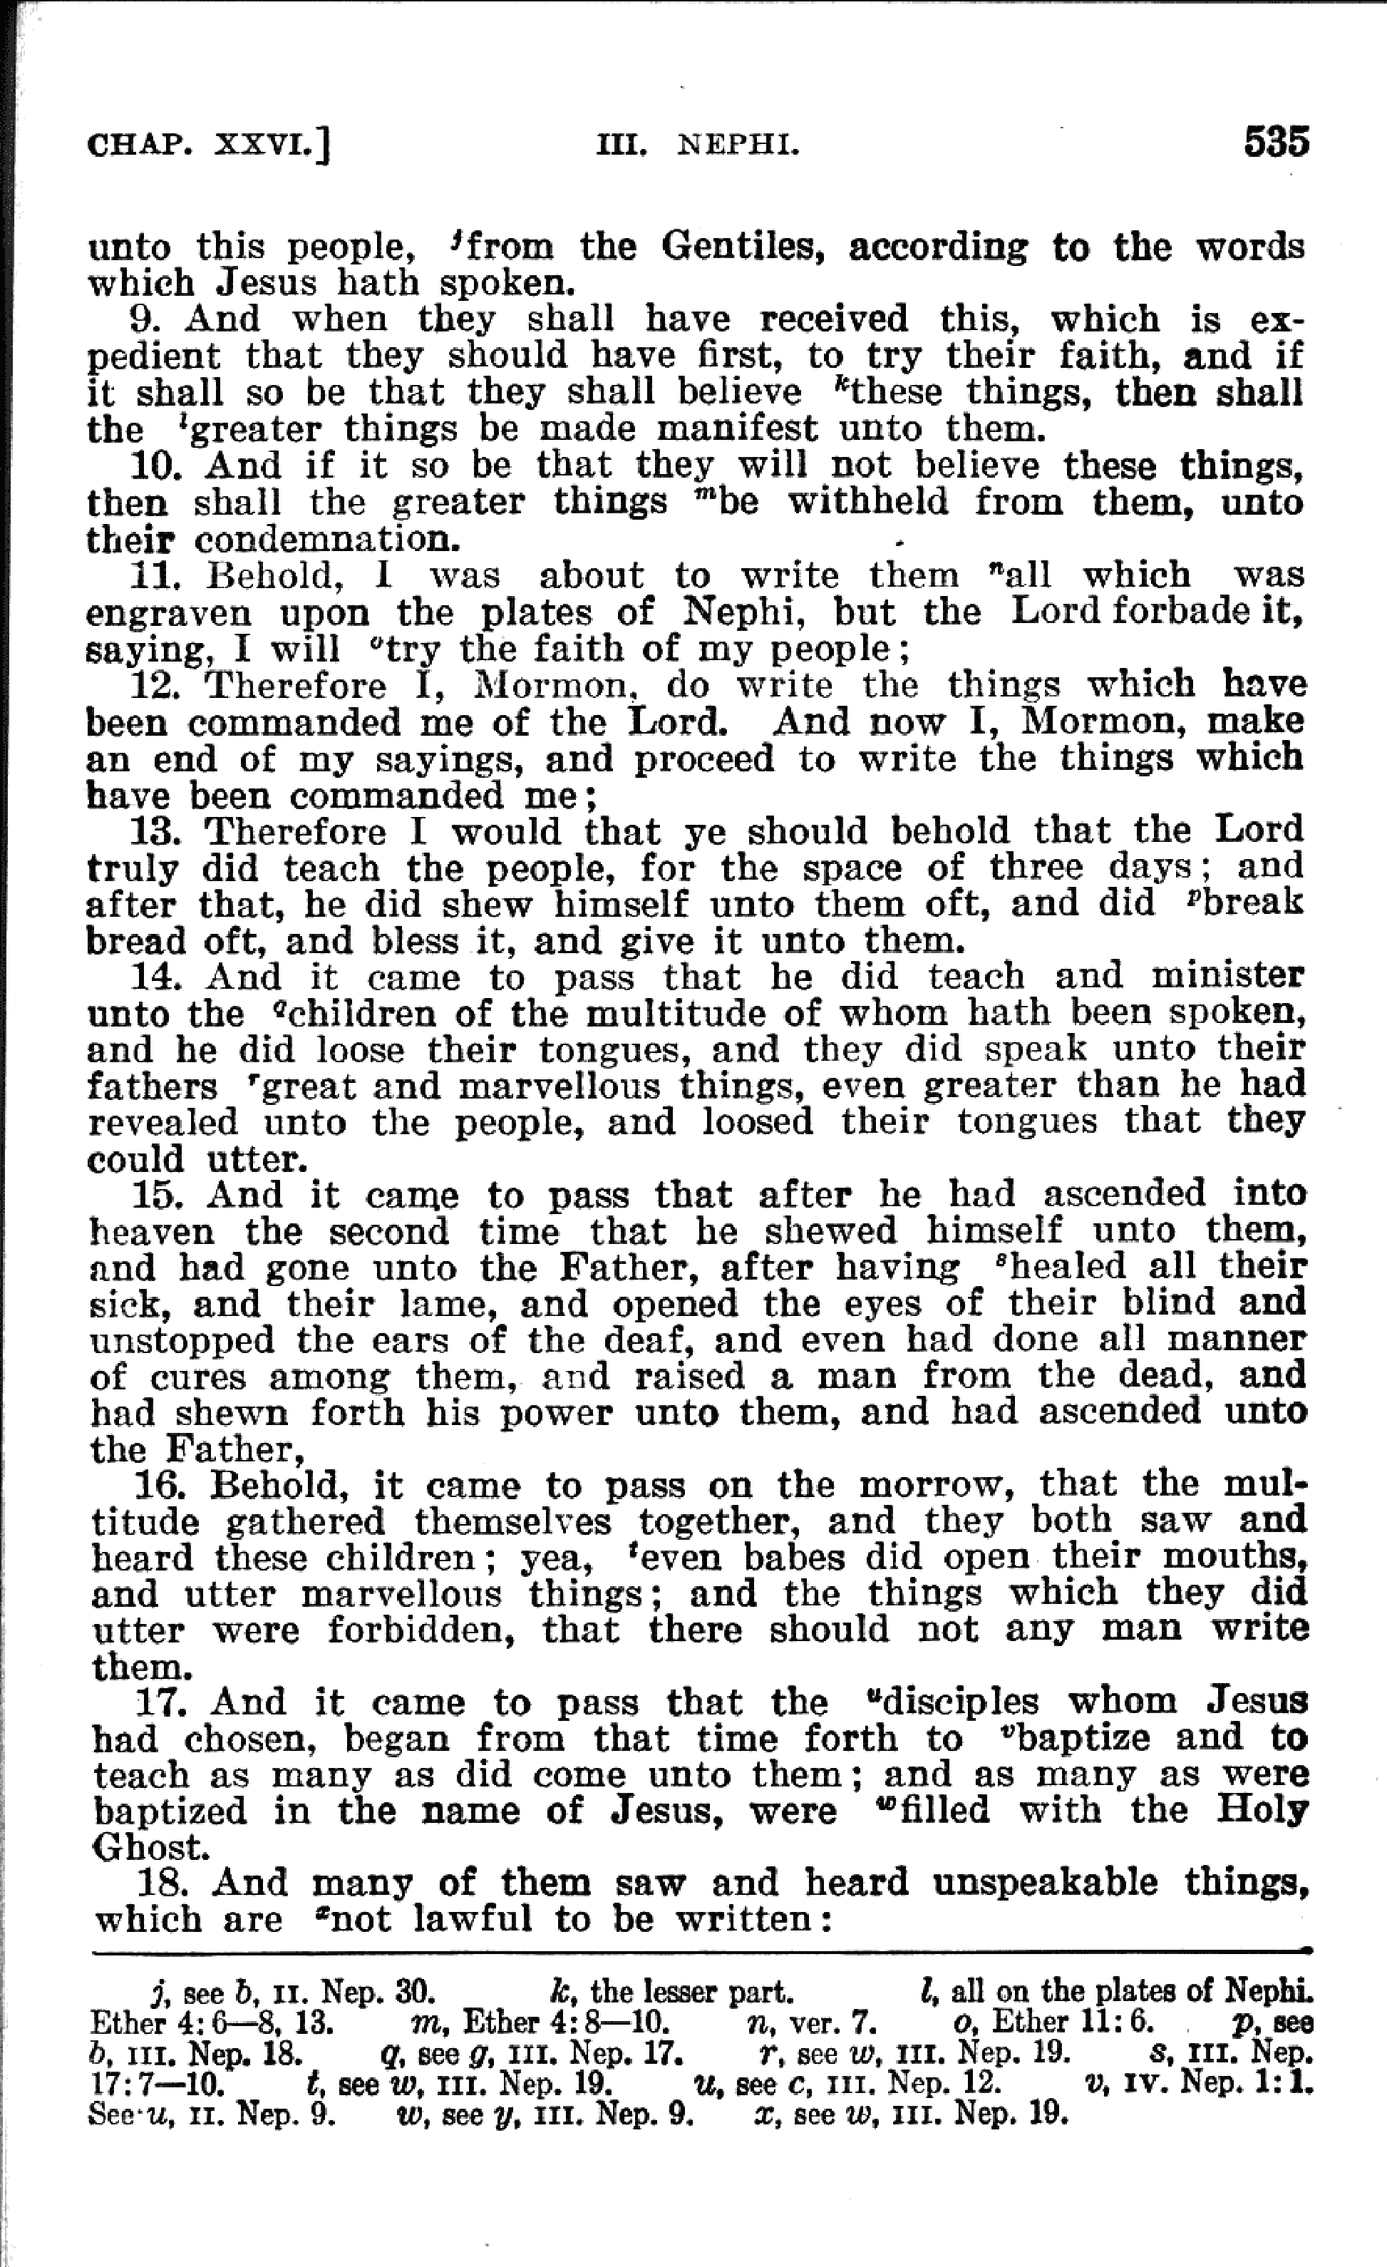 CHAP. XXVI.] III. NEPHI. 535
unto this people, jfrom the Gentiles, according to the words
which Jesus hath spoken.
9. And when they shall have received this, which is ex-
pedient that they should have first, to try their faith, and if
it shall so be that they shall believe kthese things, then shall
the lgreater things be made manifest unto them.
10. And if it so be that they will not believe these things,
then shall the greater things mbe withheld from them, unto
their condemnation.
11. Behold, I was about to write them nall which was
engraven upon the plates of Nephi, but the Lord forbade it,
saying, I will otry the faith of my people;
12. Therefore I, Mormon, do write the things which have
been commanded me of the Lord. And now I, Mormon, make
an end of my sayings, and proceed to write the things which
have been commanded me;
13. Therefore I would that ye should behold that the Lord
truly did teach the people, for the space of three days; and
after that, he did shew himself unto them oft, and did pbreak
bread oft, and bless it, and give it unto them.
14. And it came to pass that he did teach and minister
unto the qchildren of the multitude of whom hath been spoken,
and he did loose their tongues, and they did speak unto their
fathers rgreat and marvellous things, even greater than he had
revealed unto the people, and loosed their tongues that they
could utter.
15. And it came to pass that after he had ascended into
heaven the second time that he shewed himself unto them,
and had gone unto the Father, after having shealed all their
sick, and their lame, and opened the eyes of their blind and
unstopped the ears of the deaf, and even had done all manner
of cures among them, and raised a man from the dead, and
had shewn forth his power unto them, and had ascended unto
the Father,
16. Behold, it came to pass on the morrow, that the mul-
titude gathered themselves together, and they both saw and
heard these children; yea, teven babes did open their mouths,
and utter marvellous things; and the things which they did
utter were forbidden, that there should not any man write
them.
17. And it came to pass that the udisciples whom Jesus
had chosen, began from that time forth to vbaptize and to
teach as many as did come unto them; and as many as were
baptized in the name of Jesus, were wfilled with the Holy
Ghost.
18. And many of them saw and heard unspeakable things,
which are xnot lawful to be written:
j, see b, II. Nep. 30. k, the lesser part. l, all on the plates of Nephi.
Ether 4:6—8, 13. m, Ether 4:8—10. n, ver. 7. o, Ether 11:6. p, see
b, III. Nep. 18. q, see g, III. Nep. 17. r, see w, III. Nep. 19. s, III. Nep.
17:7—10. t, see w, III. Nep. 19. u, see c, III. Nep. 12. v, IV. Nep. 1:1.
See u, II. Nep. 9. w, see y, III. Nep. 9. x, see w, III. Nep. 19.